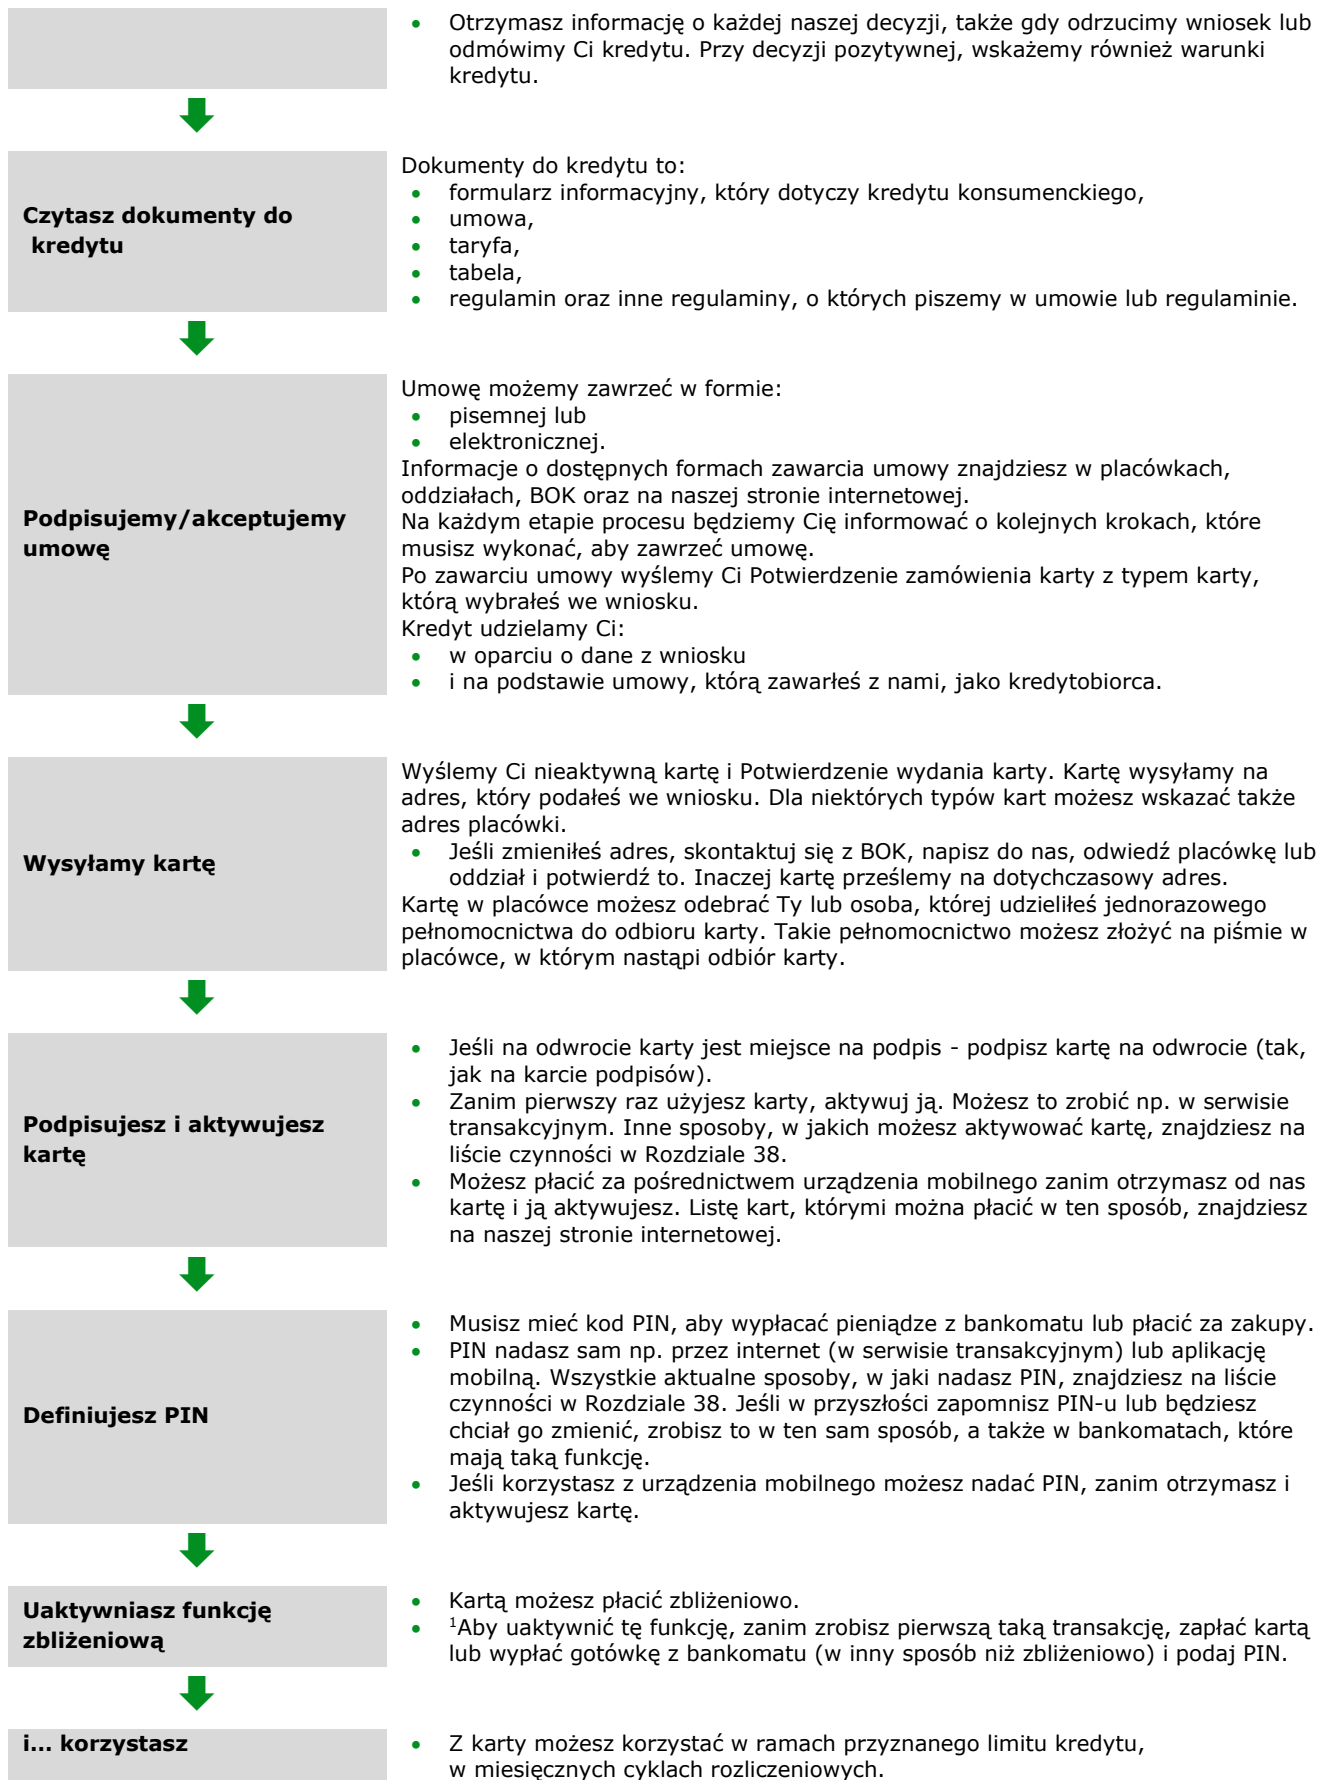 • Otrzymasz informację o każdej naszej decyzji, także gdy odrzucimy wniosek lub
odmówimy Ci kredytu. Przy decyzji pozytywnej, wskażemy również warunki
kredytu.
Czytasz dokumenty do
kredytu
Dokumenty do kredytu to:
• formularz informacyjny, który dotyczy kredytu konsumenckiego,
• umowa,
• taryfa,
• tabela,
• regulamin oraz inne regulaminy, o których piszemy w umowie lub regulaminie.
Podpisujemy/akceptujemy
umowę
Umowę możemy zawrzeć w formie:
• pisemnej lub
• elektronicznej.
Informacje o dostępnych formach zawarcia umowy znajdziesz w placówkach,
oddziałach, BOK oraz na naszej stronie internetowej.
Na każdym etapie procesu będziemy Cię informować o kolejnych krokach, które
musisz wykonać, aby zawrzeć umowę.
Po zawarciu umowy wyślemy Ci Potwierdzenie zamówienia karty z typem karty,
którą wybrałeś we wniosku.
Kredyt udzielamy Ci:
• w oparciu o dane z wniosku
• i na podstawie umowy, którą zawarłeś z nami, jako kredytobiorca.
Wysyłamy kartę
Wyślemy Ci nieaktywną kartę i Potwierdzenie wydania karty. Kartę wysyłamy na
adres, który podałeś we wniosku. Dla niektórych typów kart możesz wskazać także
adres placówki.
• Jeśli zmieniłeś adres, skontaktuj się z BOK, napisz do nas, odwiedź placówkę lub
oddział i potwierdź to. Inaczej kartę prześlemy na dotychczasowy adres.
Kartę w placówce możesz odebrać Ty lub osoba, której udzieliłeś jednorazowego
pełnomocnictwa do odbioru karty. Takie pełnomocnictwo możesz złożyć na piśmie w
placówce, w którym nastąpi odbiór karty.
Podpisujesz i aktywujesz
kartę
• Jeśli na odwrocie karty jest miejsce na podpis - podpisz kartę na odwrocie (tak,
jak na karcie podpisów).
• Zanim pierwszy raz użyjesz karty, aktywuj ją. Możesz to zrobić np. w serwisie
transakcyjnym. Inne sposoby, w jakich możesz aktywować kartę, znajdziesz na
liście czynności w Rozdziale 38.
• Możesz płacić za pośrednictwem urządzenia mobilnego zanim otrzymasz od nas
kartę i ją aktywujesz. Listę kart, którymi można płacić w ten sposób, znajdziesz
na naszej stronie internetowej.
Definiujesz PIN
• Musisz mieć kod PIN, aby wypłacać pieniądze z bankomatu lub płacić za zakupy.
• PIN nadasz sam np. przez internet (w serwisie transakcyjnym) lub aplikację
mobilną. Wszystkie aktualne sposoby, w jaki nadasz PIN, znajdziesz na liście
czynności w Rozdziale 38. Jeśli w przyszłości zapomnisz PIN-u lub będziesz
chciał go zmienić, zrobisz to w ten sam sposób, a także w bankomatach, które
mają taką funkcję.
• Jeśli korzystasz z urządzenia mobilnego możesz nadać PIN, zanim otrzymasz i
aktywujesz kartę.
Uaktywniasz funkcję
zbliżeniową
• Kartą możesz płacić zbliżeniowo.
• ¹Aby uaktywnić tę funkcję, zanim zrobisz pierwszą taką transakcję, zapłać kartą
lub wypłać gotówkę z bankomatu (w inny sposób niż zbliżeniowo) i podaj PIN.
i… korzystasz
• Z karty możesz korzystać w ramach przyznanego limitu kredytu,
w miesięcznych cyklach rozliczeniowych.